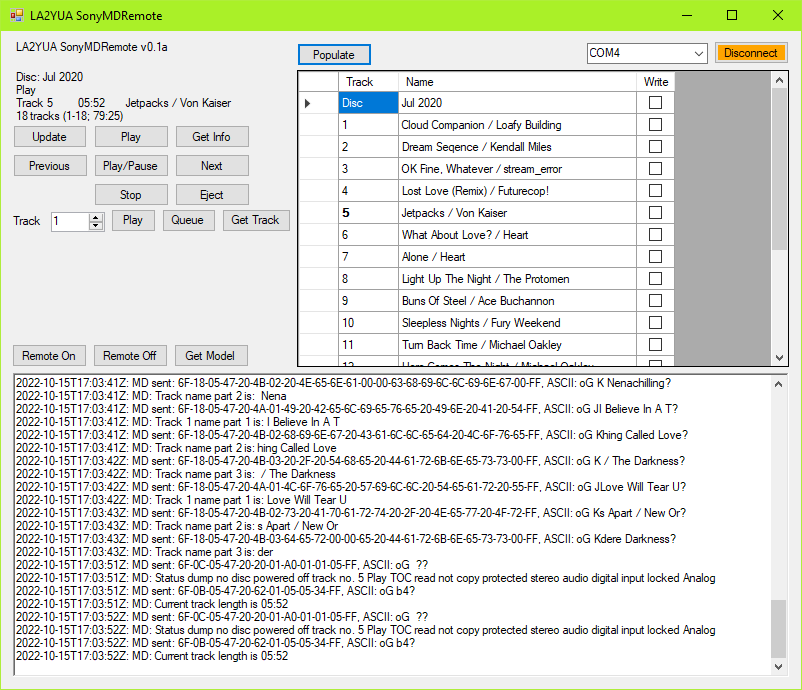 LA2YUA SonyMDRemote
LA2YUA SonyMDRemote v0.1a
Populate
COM4
Disconnect
Disc: Jul 2020
Play
Track 5 05:52 Jetpacks / Von Kaiser
18 tracks (1-18; 79:25)
Update Play Get Info
Previous Play/Pause Next
Stop Eject
Track 1 Play Queue Get Track
Remote On Remote Off Get Model
Track Name Write
Disc Jul 2020
1 Cloud Companion / Loafy Building
2 Dream Seqence / Kendall Miles
3 OK Fine, Whatever / stream_error
4 Lost Love (Remix) / Futurecop!
5 Jetpacks / Von Kaiser
6 What About Love? / Heart
7 Alone / Heart
8 Light Up The Night / The Protomen
9 Buns Of Steel / Ace Buchannon
10 Sleepless Nights / Fury Weekend
11 Turn Back Time / Michael Oakley
12 Here Comes The Night / Michael Oakley
2022-10-15T17:03:41Z: MD sent: 6F-18-05-47-20-4B-02-20-4E-65-6E-61-00-00-63-68-69-6C-6C-69-6E-67-00-FF, ASCII: oG K Nenachilling?
2022-10-15T17:03:41Z: MD: Track name part 2 is:  Nena
2022-10-15T17:03:41Z: MD sent: 6F-18-05-47-20-4A-01-49-20-42-65-6C-69-65-76-65-20-49-6E-20-41-20-54-FF, ASCII: oG JI Believe In A T?
2022-10-15T17:03:41Z: MD: Track 1 name part 1 is: I Believe In A T
2022-10-15T17:03:41Z: MD sent: 6F-18-05-47-20-4B-02-68-69-6E-67-20-43-61-6C-6C-65-64-20-4C-6F-76-65-FF, ASCII: oG Khing Called Love?
2022-10-15T17:03:41Z: MD: Track name part 2 is: hing Called Love
2022-10-15T17:03:42Z: MD sent: 6F-18-05-47-20-4B-03-20-2F-20-54-68-65-20-44-61-72-6B-6E-65-73-73-00-FF, ASCII: oG K / The Darkness?
2022-10-15T17:03:42Z: MD: Track name part 3 is:  / The Darkness
2022-10-15T17:03:42Z: MD sent: 6F-18-05-47-20-4A-01-4C-6F-76-65-20-57-69-6C-6C-20-54-65-61-72-20-55-FF, ASCII: oG JLove Will Tear U?
2022-10-15T17:03:42Z: MD: Track 1 name part 1 is: Love Will Tear U
2022-10-15T17:03:43Z: MD sent: 6F-18-05-47-20-4B-02-73-20-41-70-61-72-74-20-2F-20-4E-65-77-20-4F-72-FF, ASCII: oG Ks Apart / New Or?
2022-10-15T17:03:43Z: MD: Track name part 2 is: s Apart / New Or
2022-10-15T17:03:43Z: MD sent: 6F-18-05-47-20-4B-03-64-65-72-00-00-65-20-44-61-72-6B-6E-65-73-73-00-FF, ASCII: oG Kdere Darkness?
2022-10-15T17:03:43Z: MD: Track name part 3 is: der
2022-10-15T17:03:51Z: MD sent: 6F-0C-05-47-20-20-01-A0-01-01-05-FF, ASCII: oG  ??
2022-10-15T17:03:51Z: MD: Status dump no disc powered off track no. 5 Play TOC read not copy protected stereo audio digital input locked Analog
2022-10-15T17:03:51Z: MD sent: 6F-0B-05-47-20-62-01-05-05-34-FF, ASCII: oG b4?
2022-10-15T17:03:51Z: MD: Current track length is 05:52
2022-10-15T17:03:52Z: MD sent: 6F-0C-05-47-20-20-01-A0-01-01-05-FF, ASCII: oG  ??
2022-10-15T17:03:52Z: MD: Status dump no disc powered off track no. 5 Play TOC read not copy protected stereo audio digital input locked Analog
2022-10-15T17:03:52Z: MD sent: 6F-0B-05-47-20-62-01-05-05-34-FF, ASCII: oG b4?
2022-10-15T17:03:52Z: MD: Current track length is 05:52